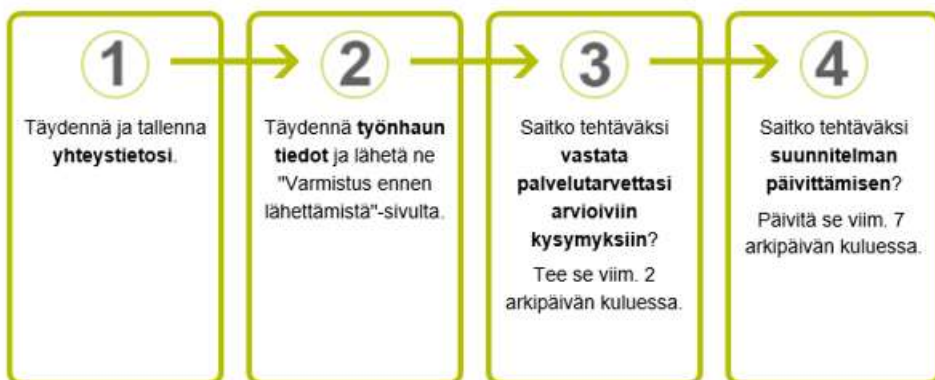 1
Täydennä ja tallenna
yhteystietosi.
2
Täydennä työnhaun
tiedot ja lähetä ne
"Varmistus ennen
lähettämistä"-sivulta.
3
Saitko tehtäväksi
vastata
palvelutarvettasi
arvioiviin
kysymyksiin?
Tee se viim. 2
arkipäivän kuluessa.
4
Saitko tehtäväksi
suunnitelman
päivittämisen?
Päivitä se viim. 7
arkipäivän kuluessa.